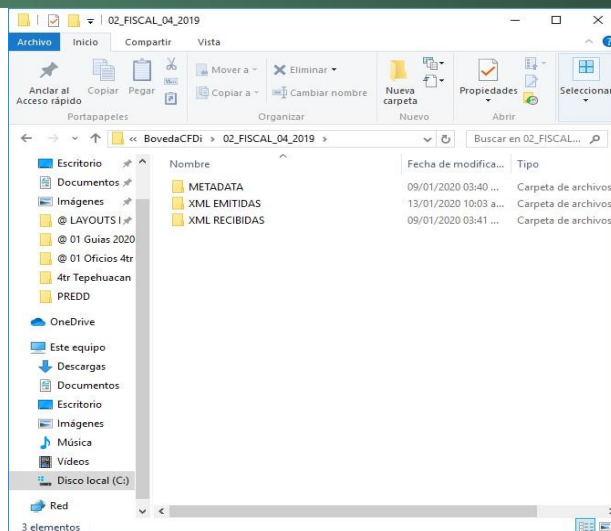 02_FISCAL_04_2019
Archivo Inicio Compartir Vista
Anclar al Acceso rápido
Copiar
Pegar
Portapapeles
Mover a
Copiar a
Eliminar
Cambiar nombre
Organizar
Nueva carpeta
Nuevo
Propiedades
Abrir
Seleccionar
« BovedaCFDi > 02_FISCAL_04_2019 >
Buscar en 02_FISCAL...
Escritorio
Documentos
Imágenes
@ LAYOUTS I
@ 01 Guias 2020
@ 01 Oficios 4tr
4tr Tepehuacan
PREDD
OneDrive
Este equipo
Descargas
Documentos
Escritorio
Imágenes
Música
Vídeos
Disco local (C:)
Red
Nombre Fecha de modifica... Tipo
METADATA 09/01/2020 03:40 ... Carpeta de archivos
XML EMITIDAS 13/01/2020 10:03 a... Carpeta de archivos
XML RECIBIDAS 09/01/2020 03:41 ... Carpeta de archivos
3 elementos